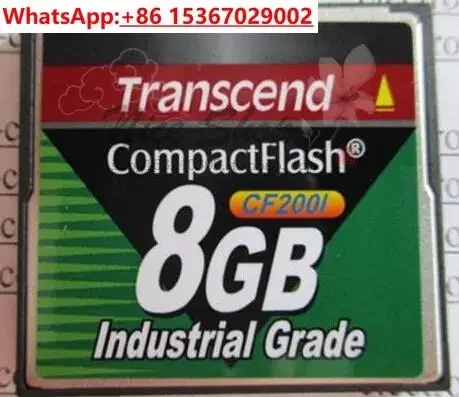 WhatsApp:+86 15367029002
Transcend
CompactFlash®
CF200I
8GB
Industrial Grade